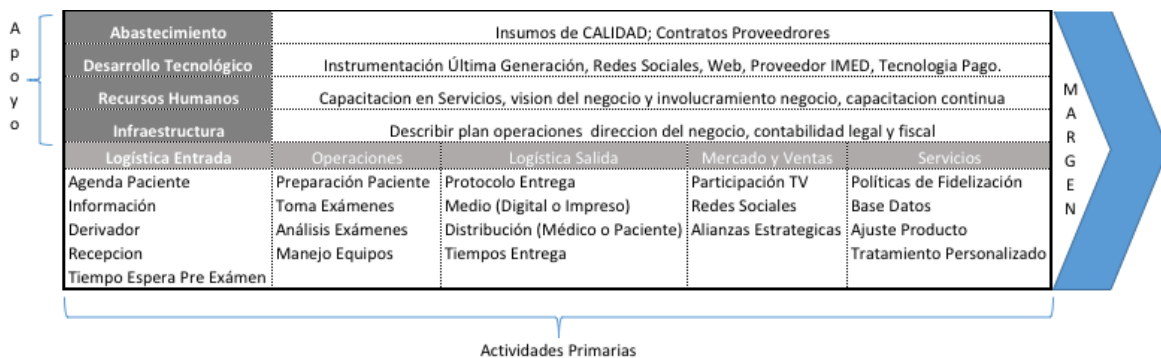 Apoyo
Abastecimiento Insumos de CALIDAD; Contratos Proveedrores
Desarrollo Tecnológico Instrumentación Última Generación, Redes Sociales, Web, Proveedor IMED, Tecnologia Pago.
Recursos Humanos Capacitacion en Servicios, vision del negocio y involucramiento negocio, capacitacion continua
Infraestructura Describir plan operaciones direccion del negocio, contabilidad legal y fiscal
Logística Entrada Operaciones Logística Salida Mercado y Ventas Servicios
Agenda Paciente Preparación Paciente Protocolo Entrega Participación TV Políticas de Fidelización
Información Toma Exámenes Medio (Digital o Impreso) Redes Sociales Base Datos
Derivador Análisis Exámenes Distribución (Médico o Paciente) Alianzas Estrategicas Ajuste Producto
Recepcion Manejo Equipos Tiempos Entrega Tratamiento Personalizado
Tiempo Espera Pre Exámen
MARGEN
Actividades Primarias